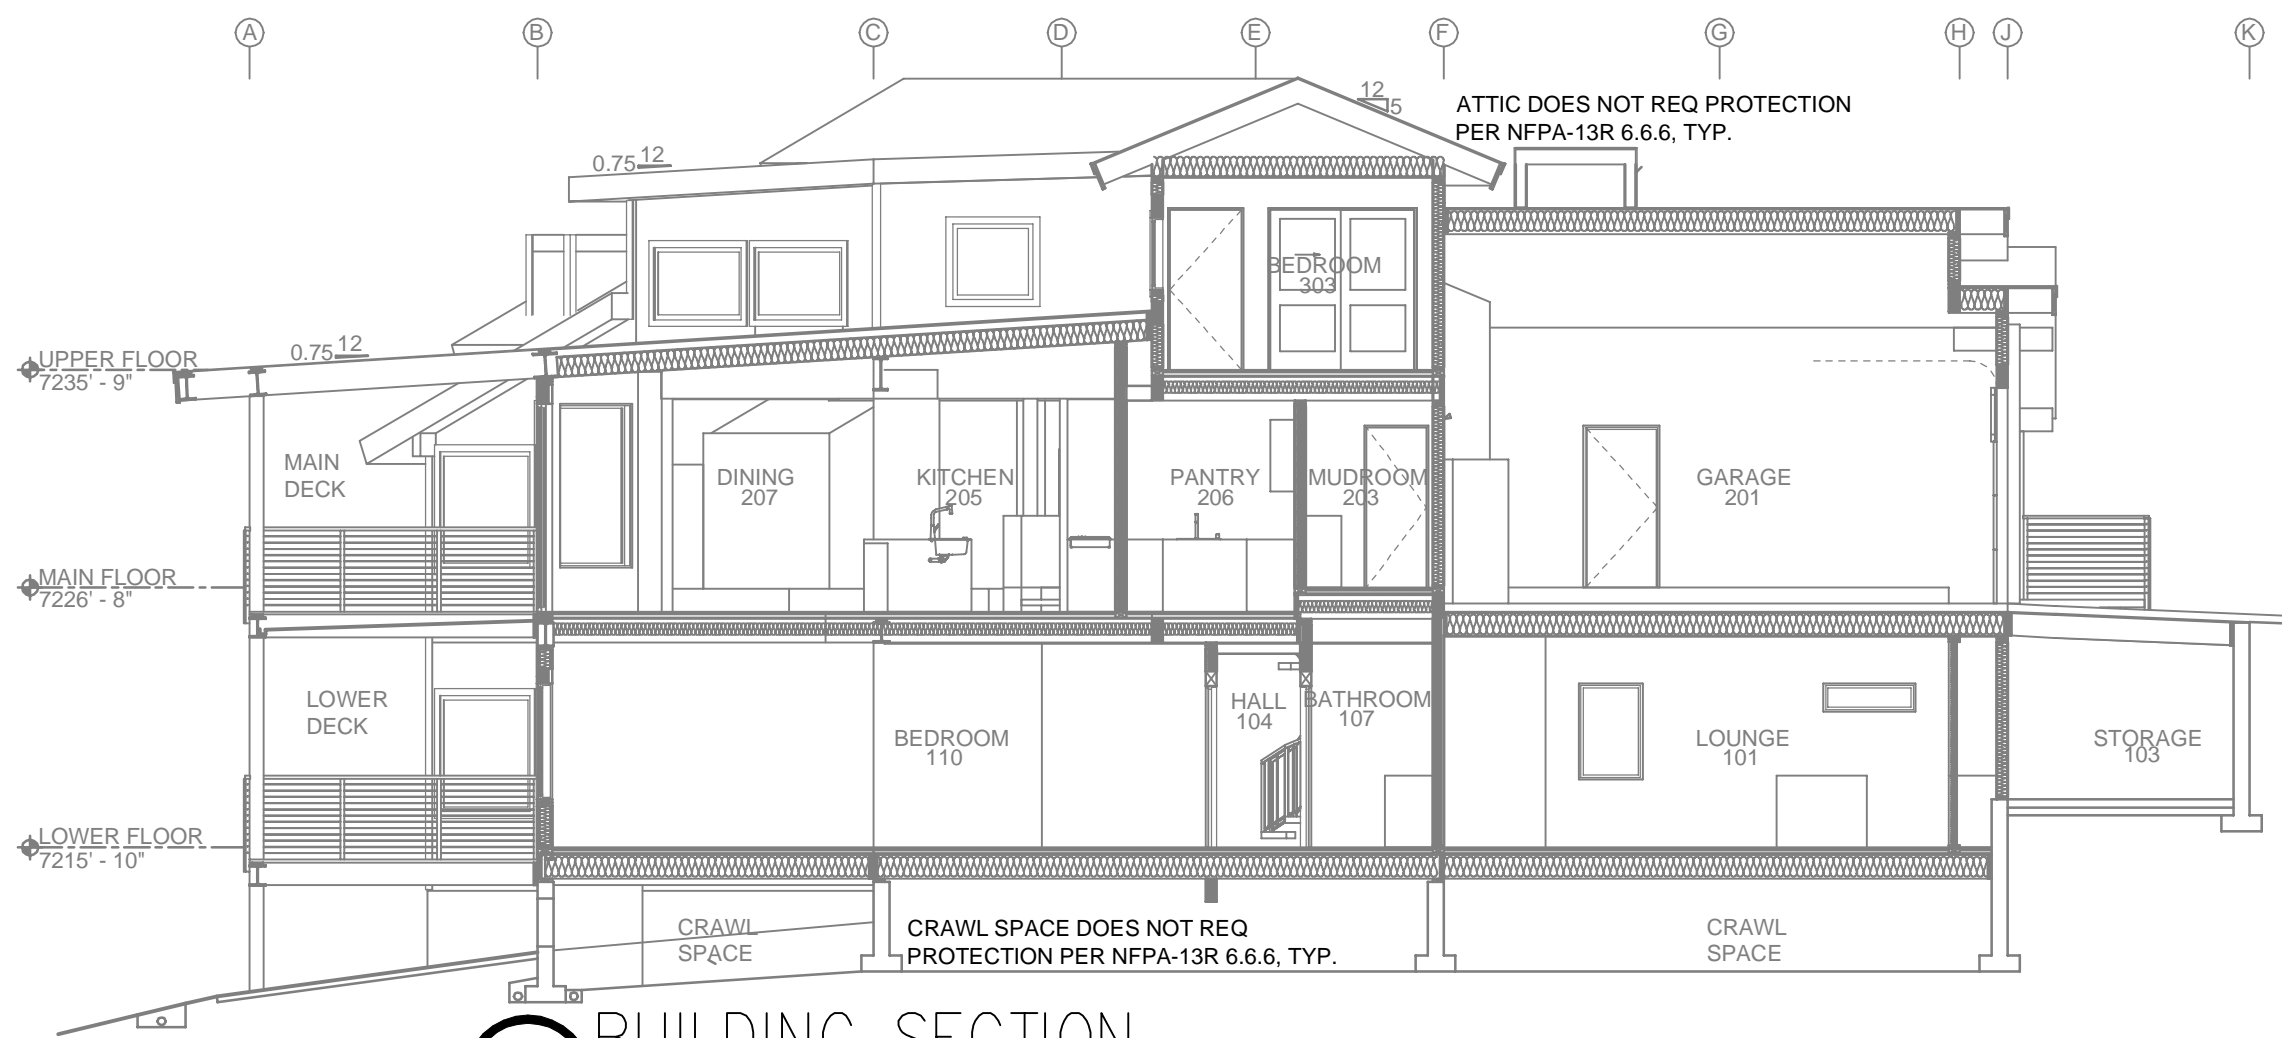 A B C D E F G H J K
12
5
ATTIC DOES NOT REQ PROTECTION
PER NFPA-13R 6.6.6, TYP.
0.75 12
BEDROOM
303
0.75 12
UPPER FLOOR
7235' - 9"
MAIN
DECK
DINING
207
KITCHEN
205
PANTRY
206
MUDROOM
203
GARAGE
201
MAIN FLOOR
7226' - 8"
LOWER
DECK
BEDROOM
110
HALL
104
BATHROOM
107
LOUNGE
101
STORAGE
103
LOWER FLOOR
7215' - 10"
CRAWL
SPACE
CRAWL SPACE DOES NOT REQ
PROTECTION PER NFPA-13R 6.6.6, TYP.
CRAWL
SPACE
BUILDING SECTION